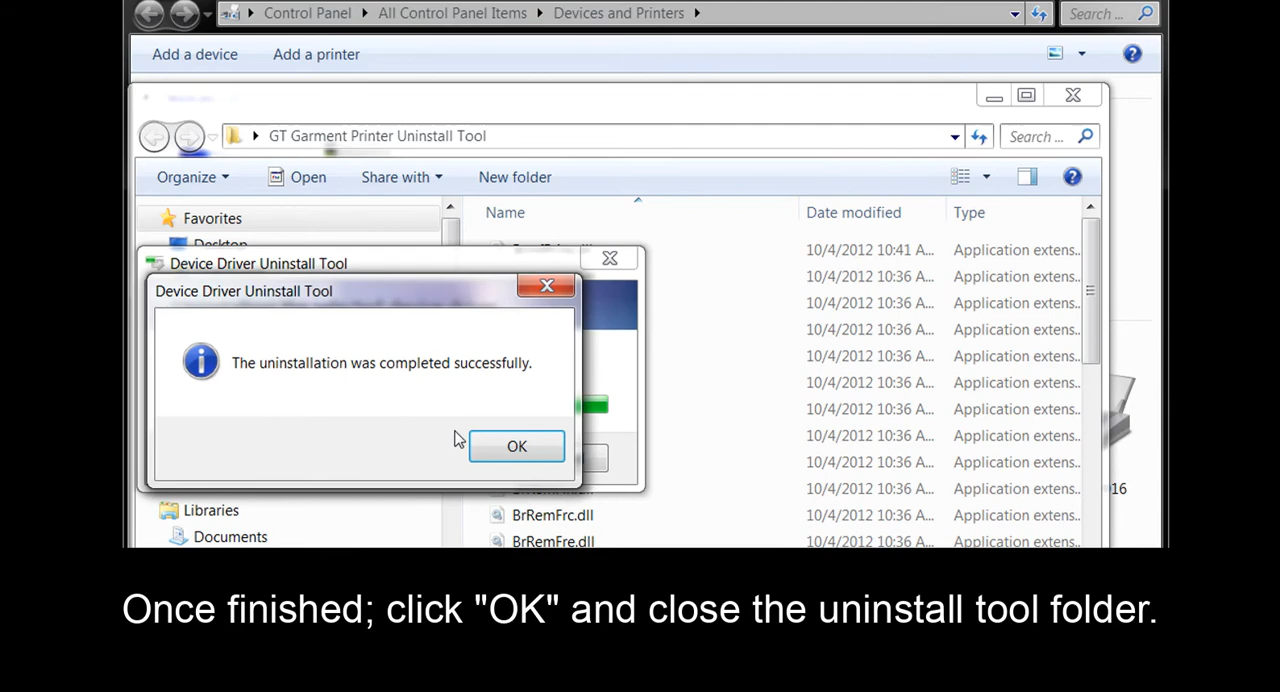 Control Panel All Control Panel Items Devices and Printers Search ...
Add a device Add a printer
GT Garment Printer Uninstall Tool Search ...
Organize Open Share with New folder
Name Date modified Type
Favorites
Desktop
10/4/2012 10:41 A... Application extens...
Device Driver Uninstall Tool
10/4/2012 10:36 A... Application extens...
Device Driver Uninstall Tool
10/4/2012 10:36 A... Application extens...
10/4/2012 10:36 A... Application extens...
The uninstallation was completed successfully.
10/4/2012 10:36 A... Application extens...
10/4/2012 10:36 A... Application extens...
10/4/2012 10:36 A... Application extens...
10/4/2012 10:36 A... Application extens...
OK
10/4/2012 10:36 A... Application extens...
10/4/2012 10:36 A... Application extens... 16
Libraries
BrRemFrc.dll 10/4/2012 10:36 A... Application extens...
Documents
BrRemFre.dll 10/4/2012 10:36 A... Application extens...
Once finished; click "OK" and close the uninstall tool folder.